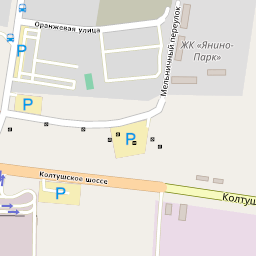 Оранжевая улица
Мельничный переулок
ЖК «Янино-
Парк»
P
P
Колтушское шоссе
P
Колтуш